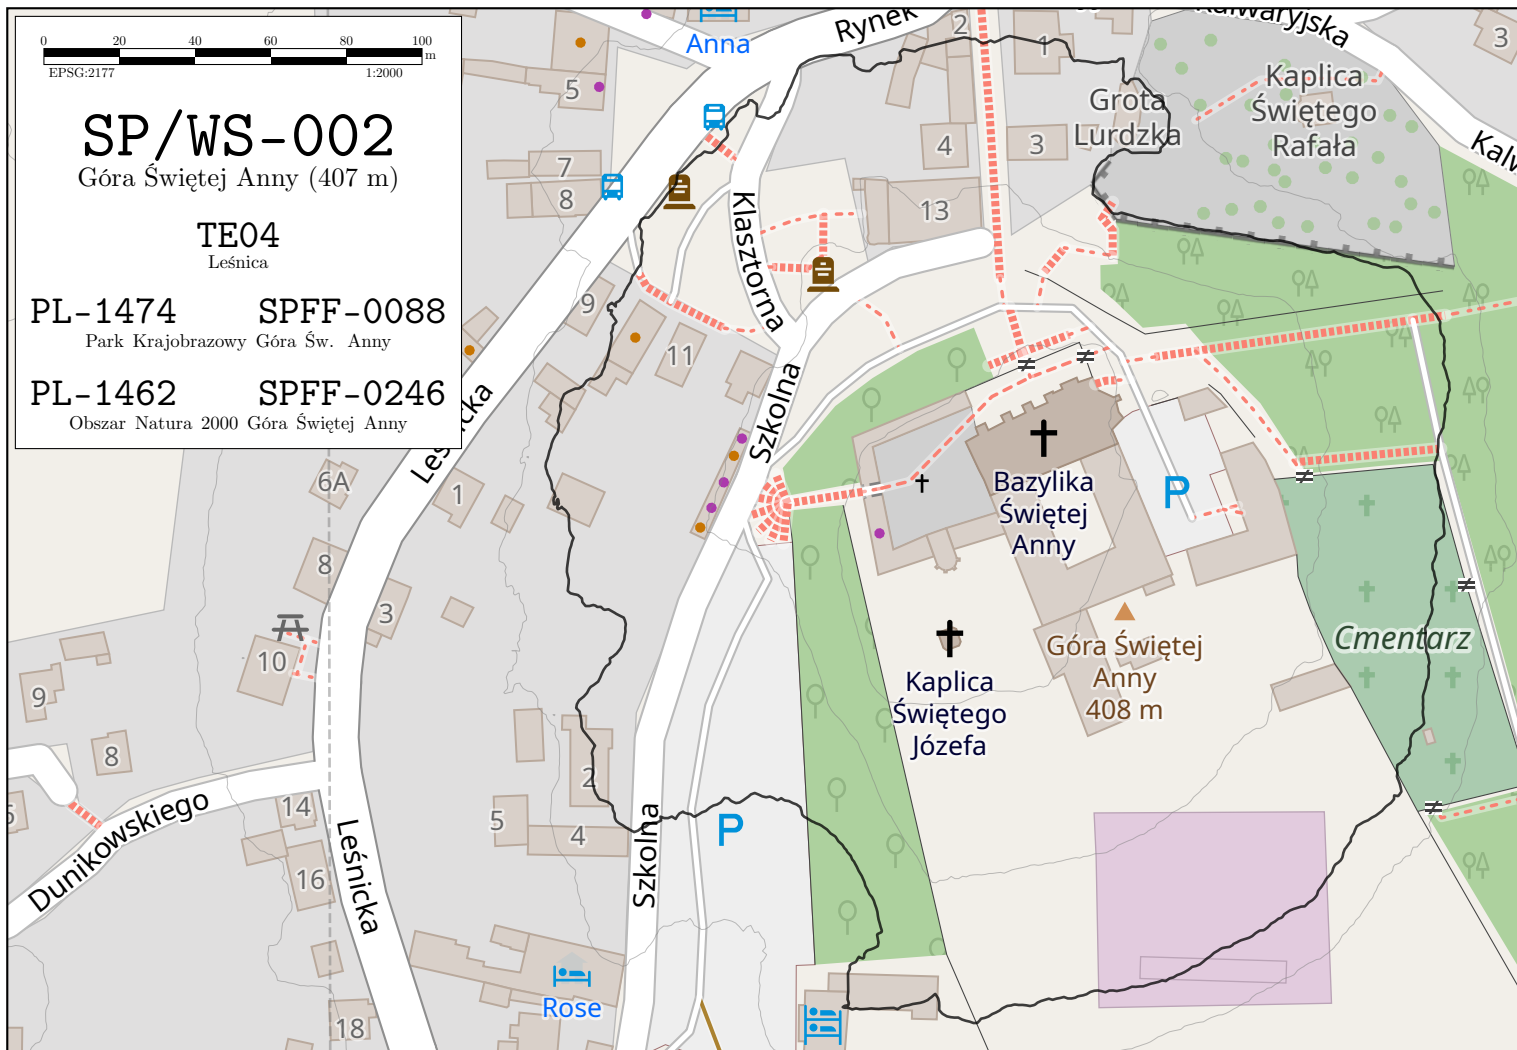 0 20 40 60 80 100
m
EPSG:2177 1:2000
SP/WS-002
Góra Świętej Anny (407 m)
TE04
Leśnica
PL-1474 SPFF-0088
Park Krajobrazowy Góra Św. Anny
PL-1462 SPFF-0246
Obszar Natura 2000 Góra Świętej Anny
Anna
Rynek
2
1
3
5
Kaplica
Świętego
Rafała
Grota
Lurdzka
4
3
7
8
13
Klasztorna
9
11
Szkolna
6A
1
Bazylika
Świętej
Anny
P
8
3
10
Góra Świętej
Anny
408 m
Cmentarz
Kaplica
Świętego
Józefa
9
8
2
14
5
4
P
Szkolna
Dunikowskiego
Leśnicka
16
Rose
18